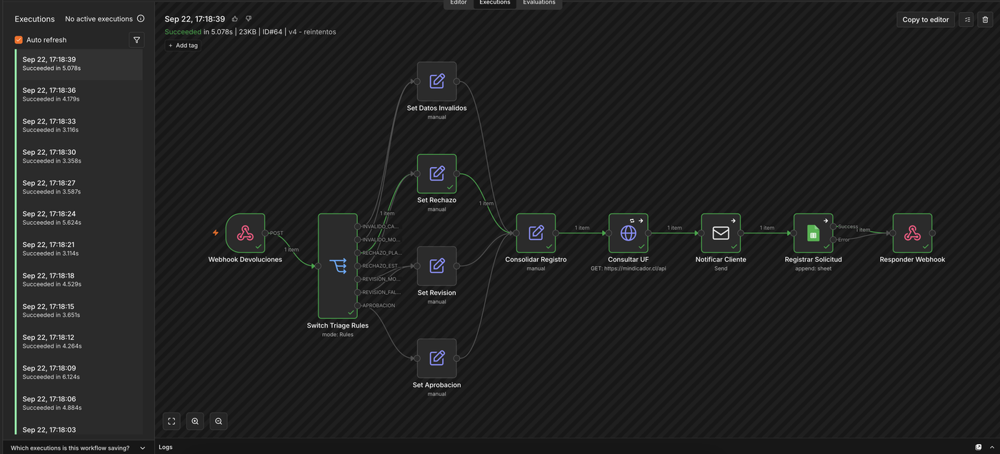 Editor
Executions
Evaluations
Executions
No active executions
Auto refresh
Sep 22, 17:18:39
Succeeded in 5.078s
Sep 22, 17:18:36
Succeeded in 4.179s
Sep 22, 17:18:33
Succeeded in 3.116s
Sep 22, 17:18:30
Succeeded in 3.358s
Sep 22, 17:18:27
Succeeded in 3.587s
Sep 22, 17:18:24
Succeeded in 5.624s
Sep 22, 17:18:21
Succeeded in 3.114s
Sep 22, 17:18:18
Succeeded in 4.529s
Sep 22, 17:18:15
Succeeded in 3.651s
Sep 22, 17:18:12
Succeeded in 4.264s
Sep 22, 17:18:09
Succeeded in 6.124s
Sep 22, 17:18:06
Succeeded in 4.884s
Sep 22, 17:18:03
Which executions is this workflow saving?
Sep 22, 17:18:39
Succeeded in 5.078s | 23KB | ID#64 | v4 - reintentos
+ Add tag
Copy to editor
Webhook Devoluciones
POST
1 item
Switch Triage Rules
mode: Rules
INVALIDO_CA...
INVALIDO_MO...
RECHAZO_PLA...
RECHAZO_EST...
REVISION_MO...
REVISION_FAL...
APROBACION
1 item
Set Datos Invalidos
manual
Set Rechazo
manual
Set Revision
manual
Set Aprobacion
manual
1 item
Consolidar Registro
manual
1 item
Consultar UF
GET: https://mindicador.cl/api
1 item
Notificar Cliente
Send
1 item
Registrar Solicitud
append: sheet
Success
Error
1 item
Responder Webhook
Logs